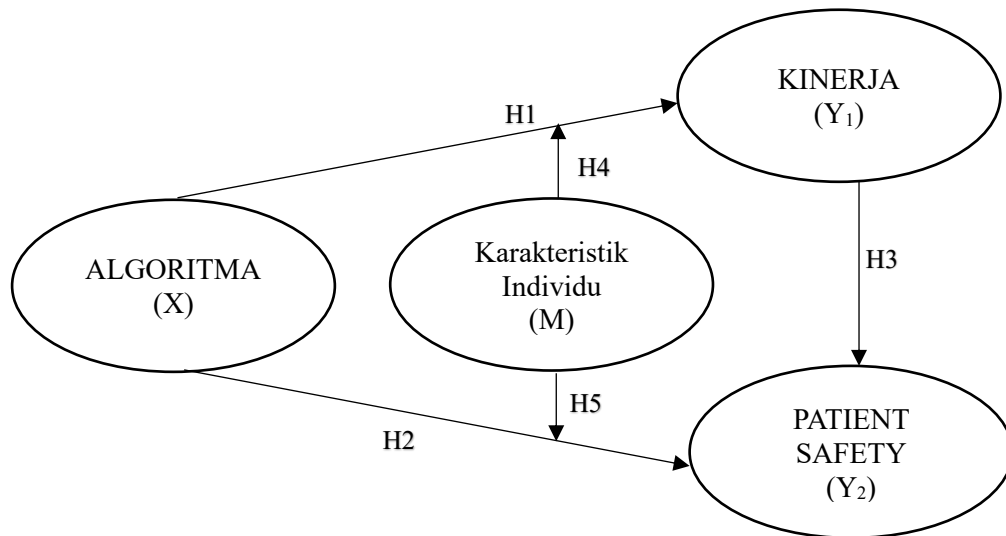 KINERJA
(Y₁)
H1
H4
ALGORITMA
(X)
Karakteristik
Individu
(M)
H3
H5
H2
PATIENT
SAFETY
(Y₂)